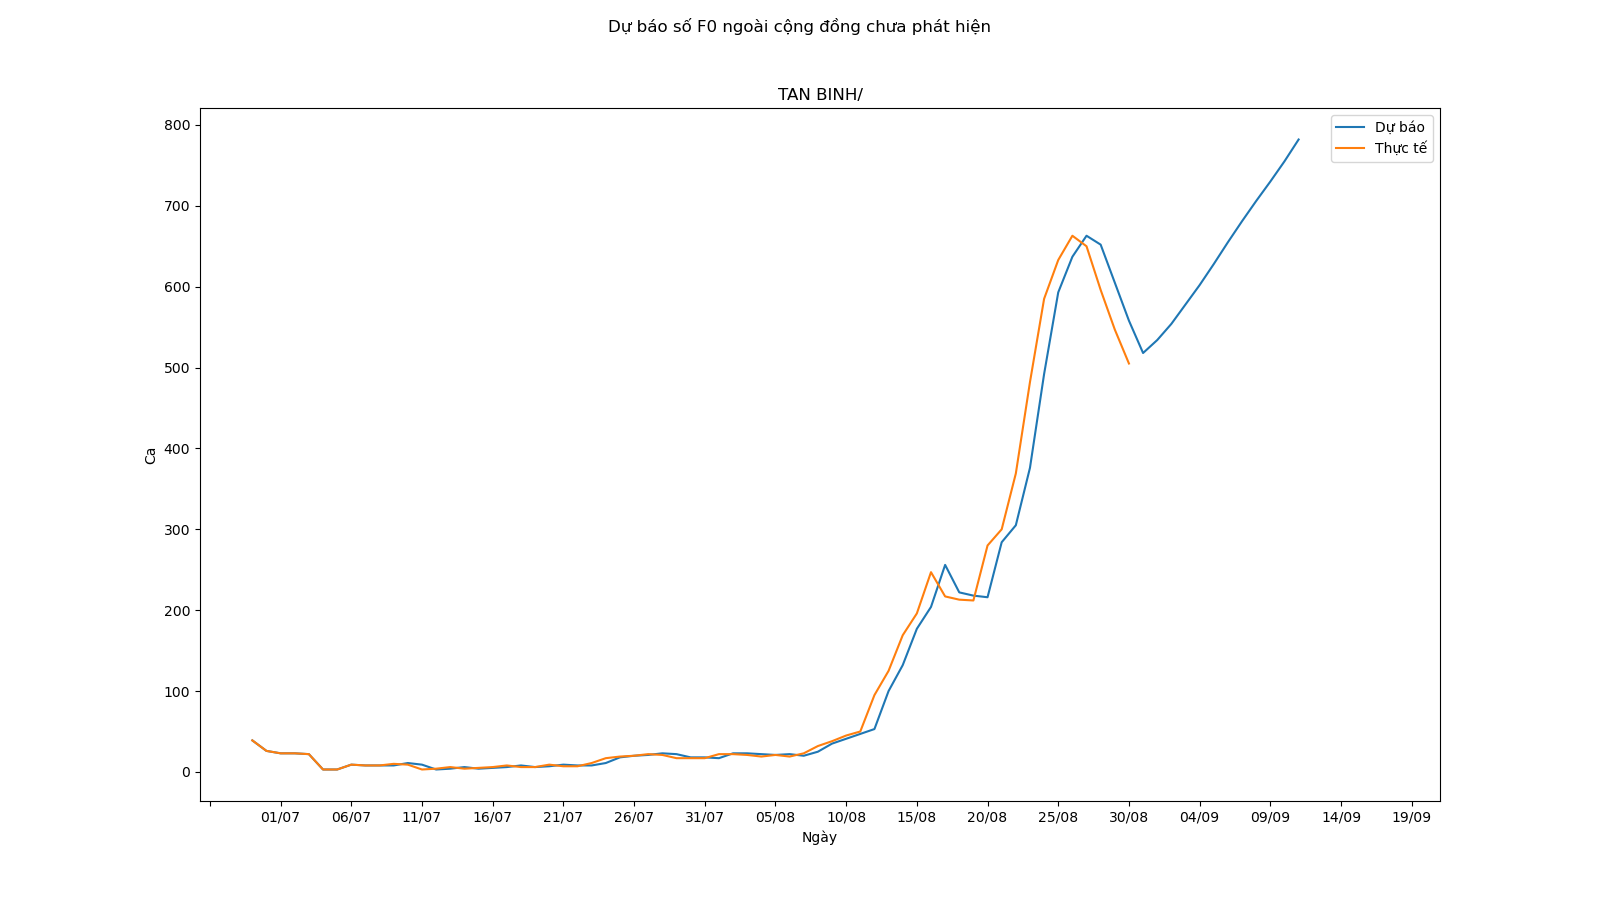 Dự báo số F0 ngoài cộng đồng chưa phát hiện
TAN BINH/
Dự báo
Thực tế
800
700
600
500
400
300
200
100
0
Ca
01/07 06/07 11/07 16/07 21/07 26/07 31/07 05/08 10/08 15/08 20/08 25/08 30/08 04/09 09/09 14/09 19/09
Ngày